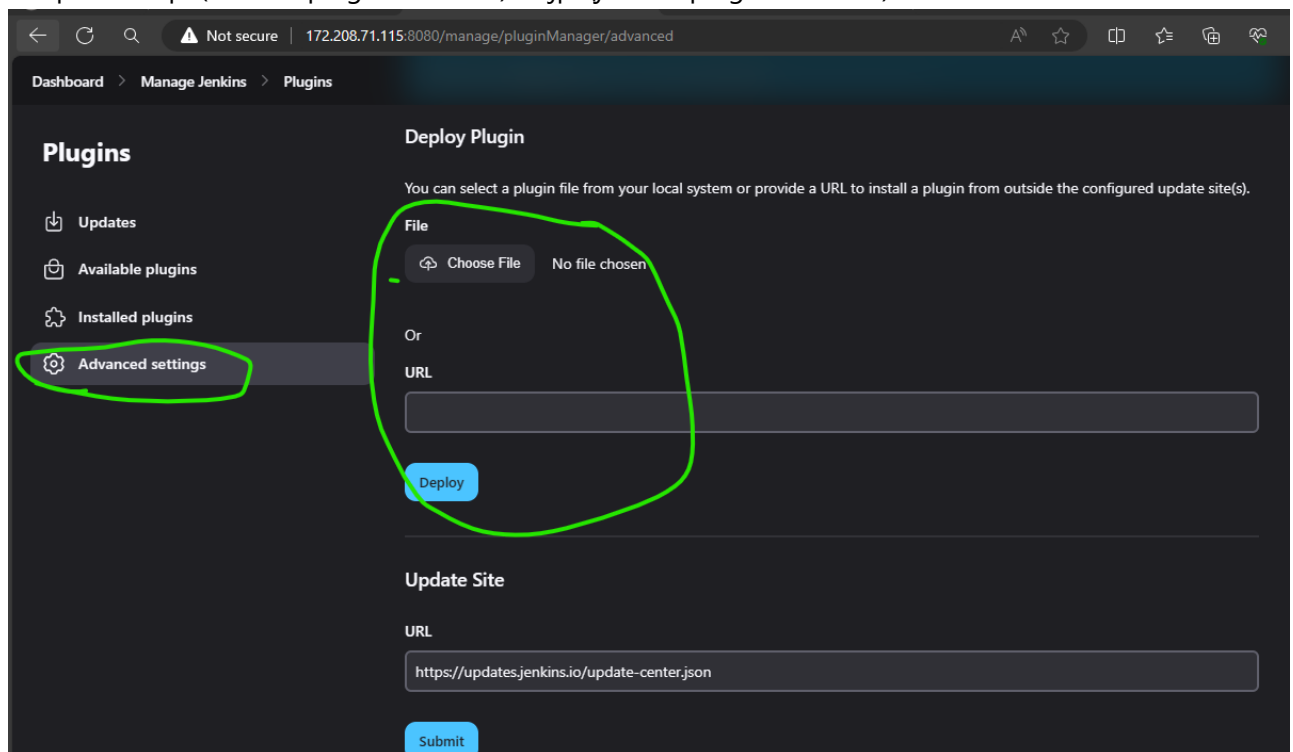 Not secure | 172.208.71.115:8080/manage/pluginManager/advanced
Dashboard > Manage Jenkins > Plugins
Plugins
Updates
Available plugins
Installed plugins
Advanced settings
Deploy Plugin
You can select a plugin file from your local system or provide a URL to install a plugin from outside the configured update site(s).
File
Choose File No file chosen
Or
URL
Deploy
Update Site
URL
https://updates.jenkins.io/update-center.json
Submit